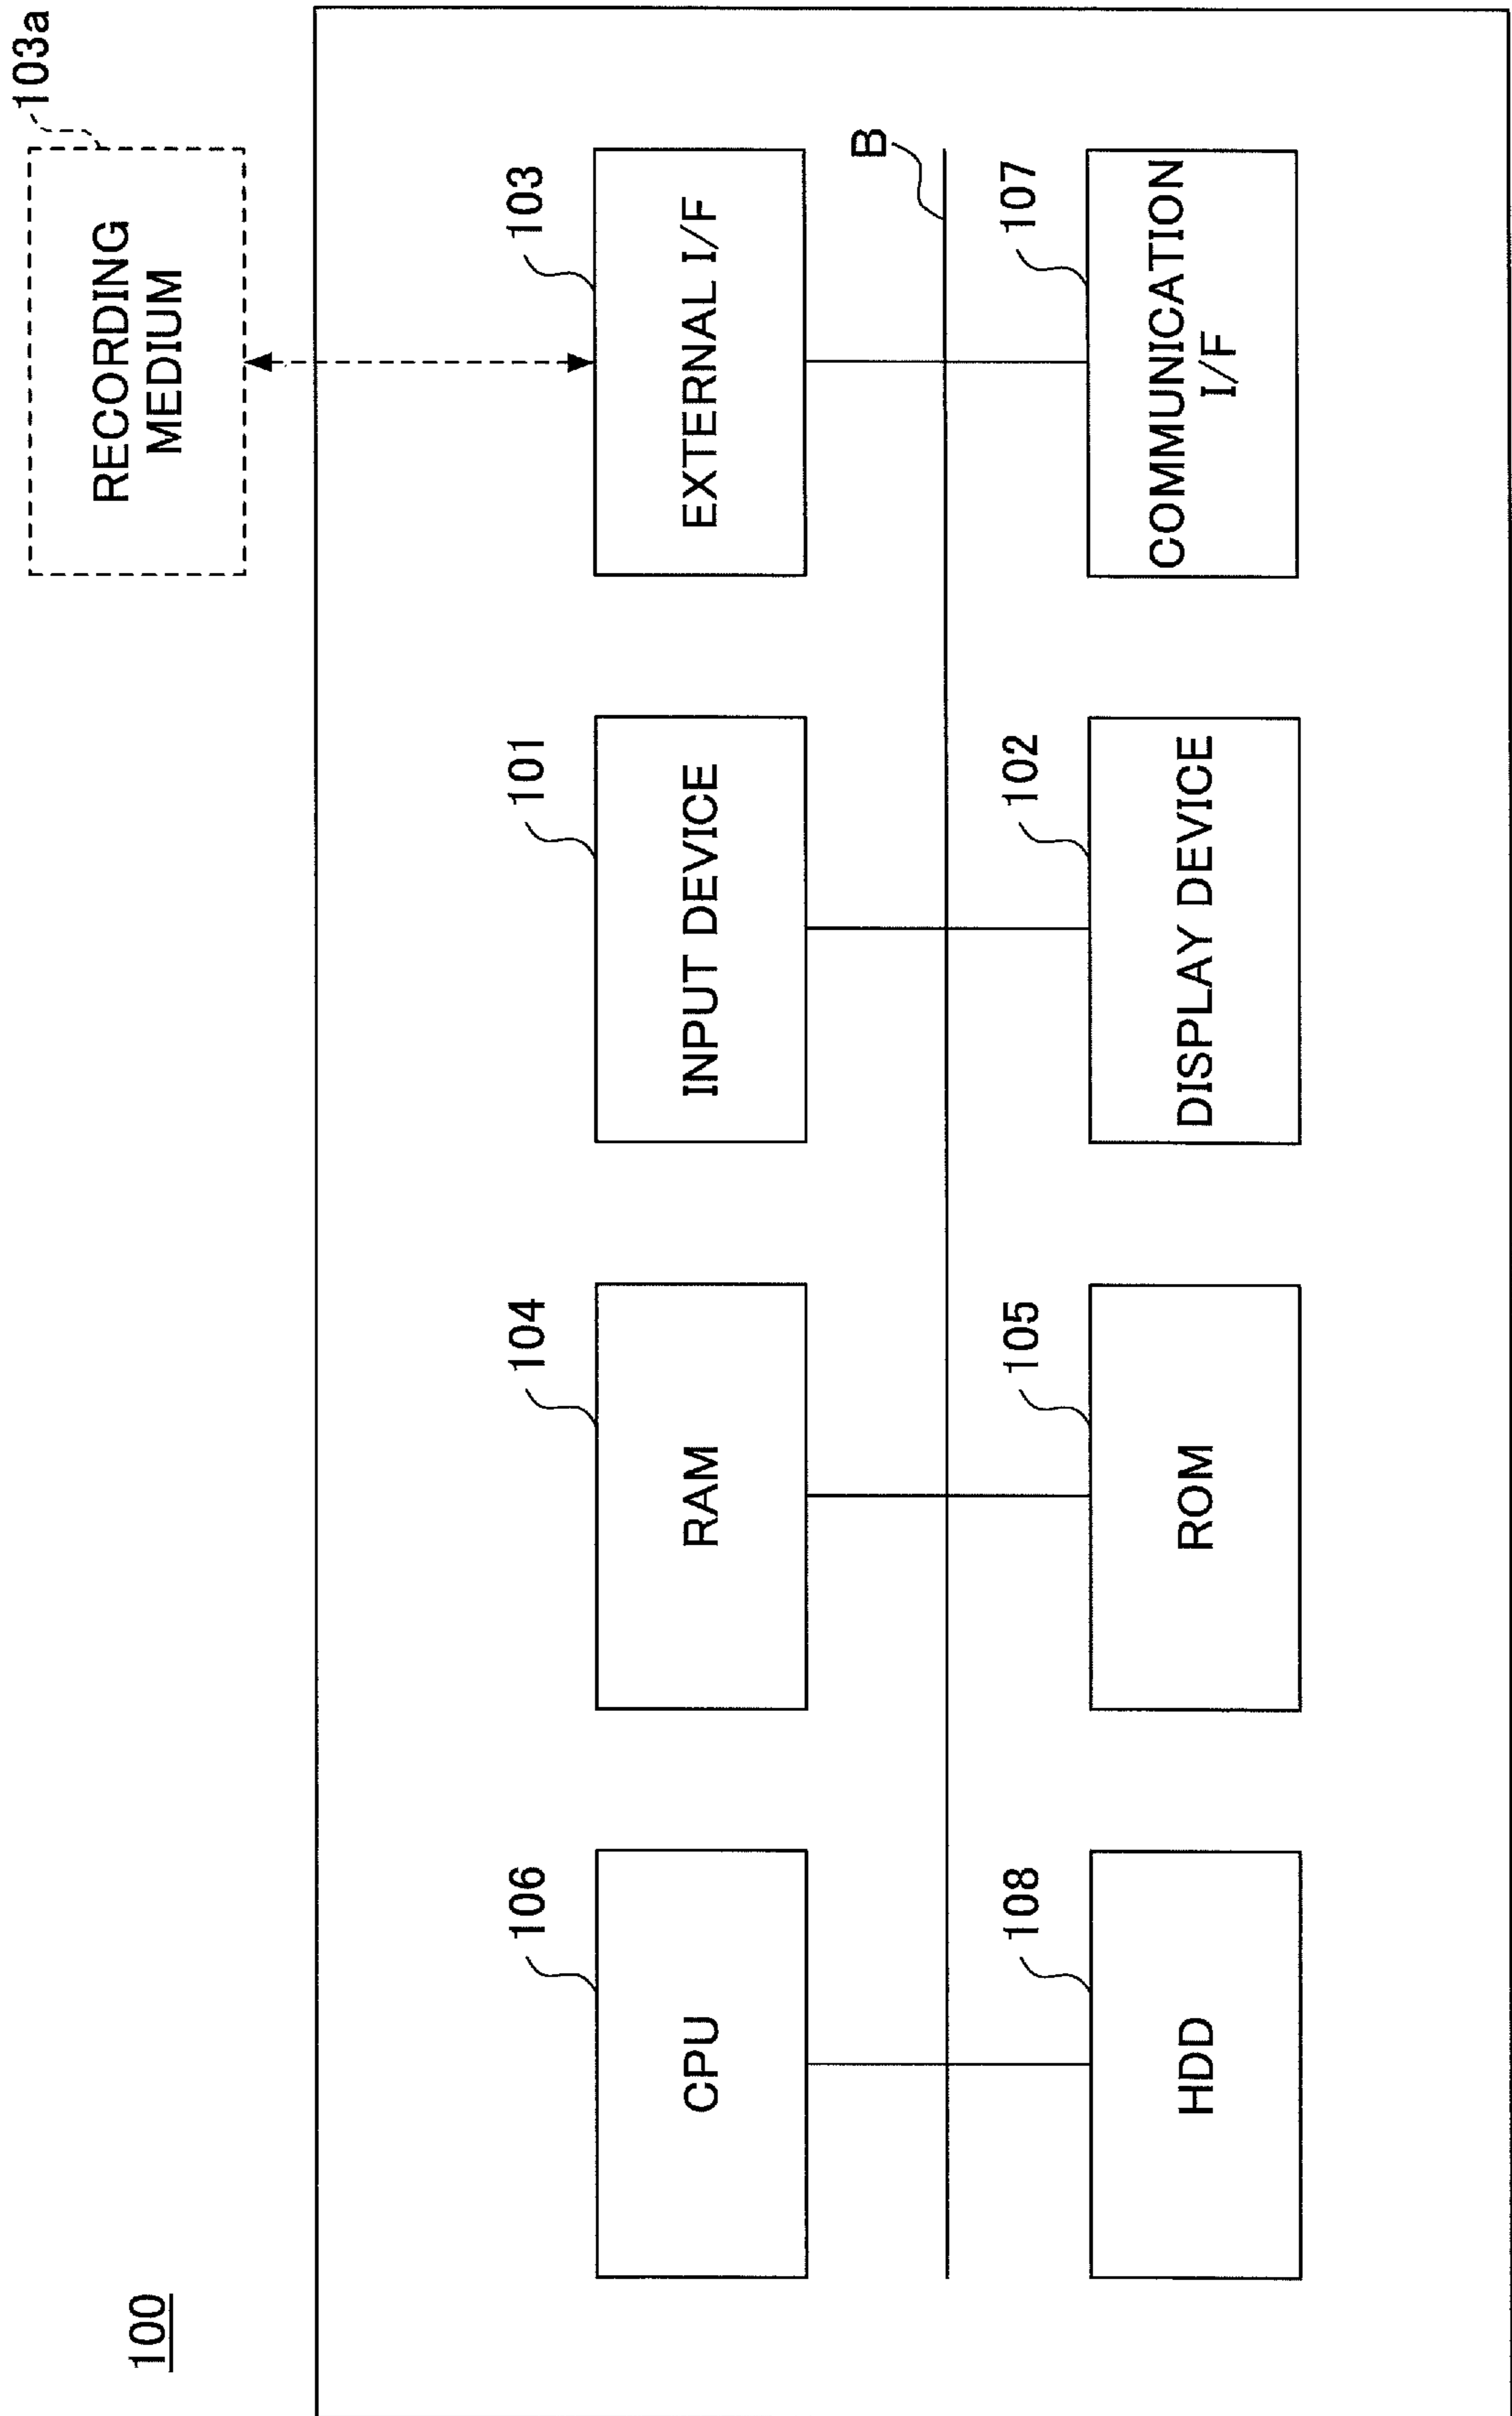 100
RECORDING
MEDIUM
103a
106
CPU
104
RAM
101
INPUT DEVICE
103
EXTERNAL I/F
B
108
HDD
105
ROM
102
DISPLAY DEVICE
107
COMMUNICATION
I/F